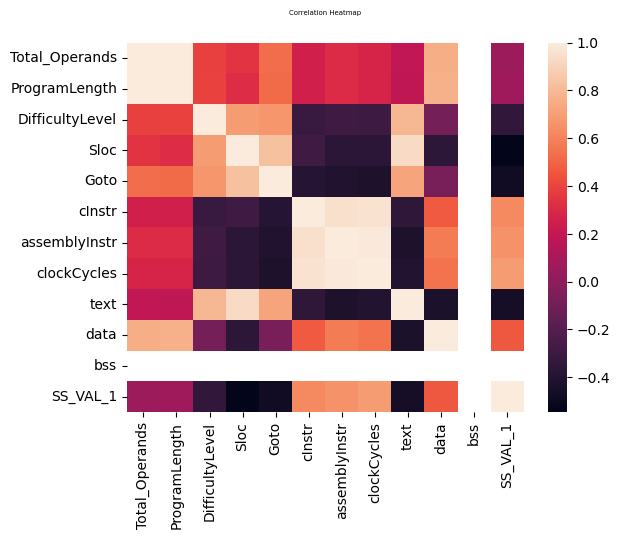 Correlation Heatmap
Total_Operands
ProgramLength
DifficultyLevel
Sloc
Goto
cInstr
assemblyInstr
clockCycles
text
data
bss
SS_VAL_1
Total_Operands
ProgramLength
DifficultyLevel
Sloc
Goto
cInstr
assemblyInstr
clockCycles
text
data
bss
SS_VAL_1
1.0
0.8
0.6
0.4
0.2
0.0
−0.2
−0.4